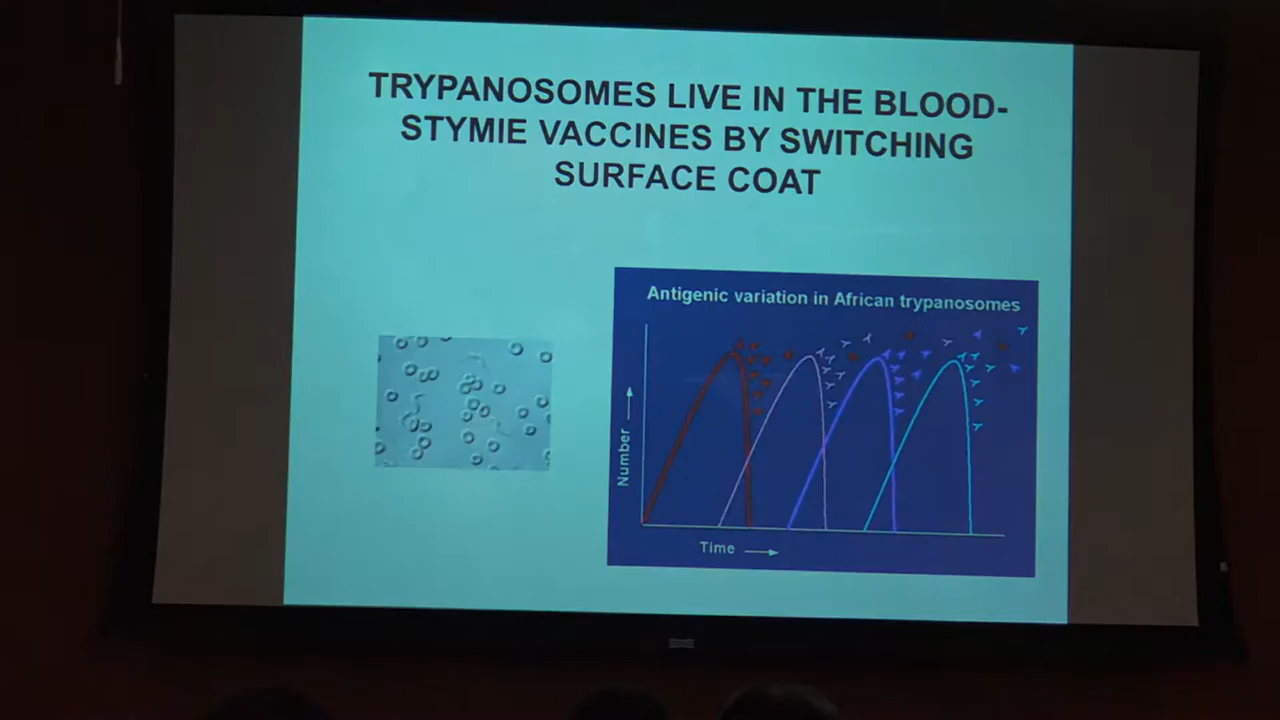 TRYPANOSOMES LIVE IN THE BLOOD-
STYMIE VACCINES BY SWITCHING
SURFACE COAT
Antigenic variation in African trypanosomes
Number
Time